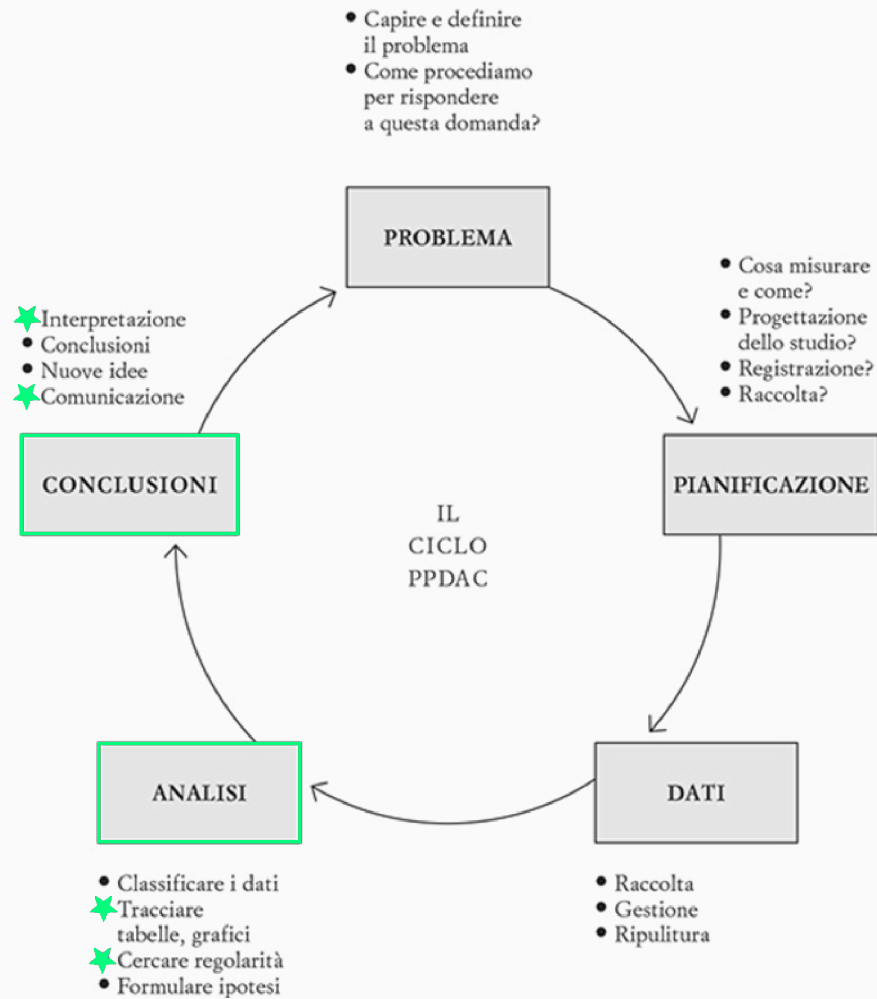 Capire e definire
il problema
Come procediamo
per rispondere
a questa domanda?
PROBLEMA
Cosa misurare
e come?
Progettazione
dello studio?
Registrazione?
Raccolta?
PIANIFICAZIONE
Interpretazione
Conclusioni
Nuove idee
Comunicazione
CONCLUSIONI
IL
CICLO
PPDAC
ANALISI
Classificare i dati
Tracciare
tabelle, grafici
Cercare regolarità
Formulare ipotesi
DATI
Raccolta
Gestione
Ripulitura